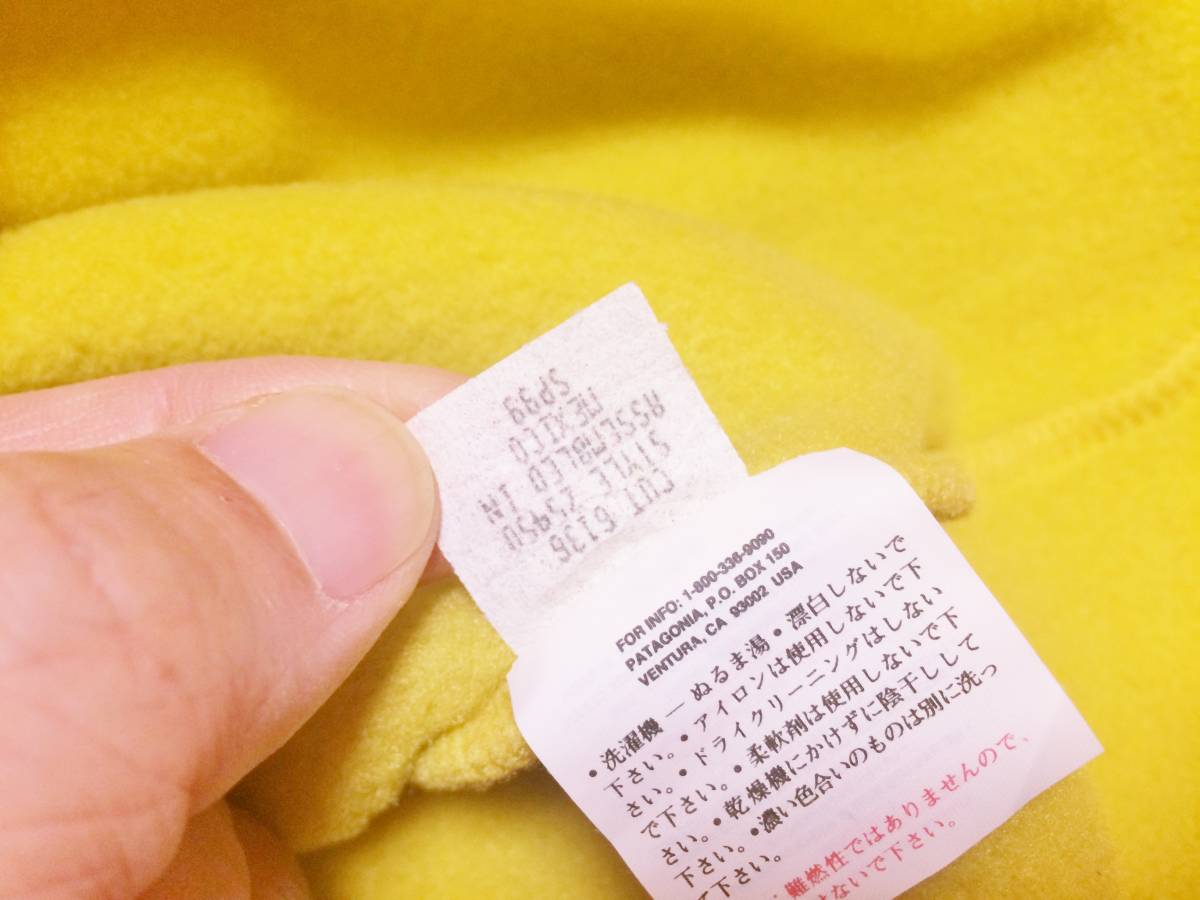 CUT 6136
STYLE 25450
ASSEMBLED IN
MEXICO
SP99
FOR INFO: 1-800-336-9090
PATAGONIA, P.O. BOX 150
VENTURA, CA 93002 USA
• 洗濯機 — ぬるま湯 • 漂白しないで
下さい。 • アイロンは使用しないで下
さい。 • ドライクリーニングはしない
で下さい。 • 柔軟剤は使用しないで下
さい。 • 乾燥機にかけずに陰干しして
下さい。 • 濃い色合いのものは別に洗っ
て下さい。
難燃性ではありませんので、
ないで下さい。